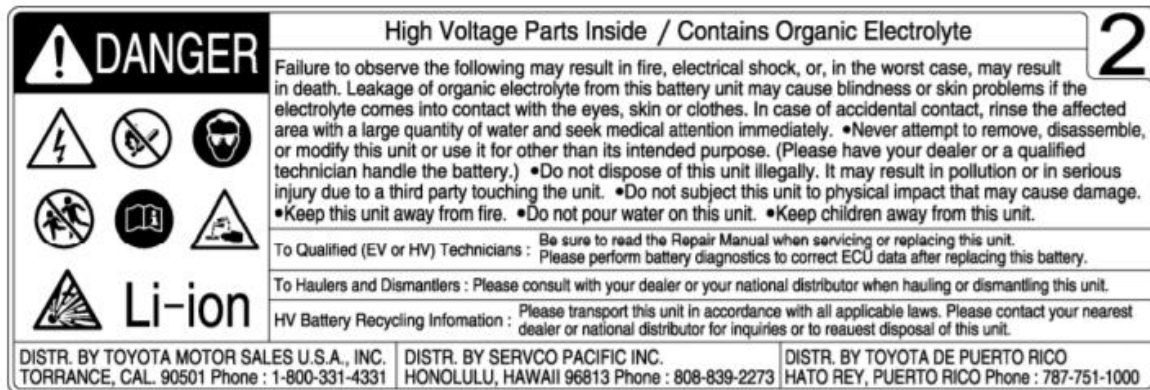 DANGER
High Voltage Parts Inside / Contains Organic Electrolyte
2
Failure to observe the following may result in fire, electrical shock, or, in the worst case, may result
in death. Leakage of organic electrolyte from this battery unit may cause blindness or skin problems if the
electrolyte comes into contact with the eyes, skin or clothes. In case of accidental contact, rinse the affected
area with a large quantity of water and seek medical attention immediately. •Never attempt to remove, disassemble,
or modify this unit or use it for other than its intended purpose. (Please have your dealer or a qualified
technician handle the battery.) •Do not dispose of this unit illegally. It may result in pollution or in serious
injury due to a third party touching the unit. •Do not subject this unit to physical impact that may cause damage.
•Keep this unit away from fire. •Do not pour water on this unit. •Keep children away from this unit.
To Qualified (EV or HV) Technicians : Be sure to read the Repair Manual when servicing or replacing this unit.
Please perform battery diagnostics to correct ECU data after replacing this battery.
To Haulers and Dismantlers : Please consult with your dealer or your national distributor when hauling or dismantling this unit.
Li-ion
HV Battery Recycling Infomation : Please transport this unit in accordance with all applicable laws. Please contact your nearest
dealer or national distributor for inquiries or to reauest disposal of this unit.
DISTR. BY TOYOTA MOTOR SALES U.S.A., INC.
TORRANCE, CAL. 90501 Phone : 1-800-331-4331
DISTR. BY SERVCO PACIFIC INC.
HONOLULU, HAWAII 96813 Phone : 808-839-2273
DISTR. BY TOYOTA DE PUERTO RICO
HATO REY, PUERTO RICO Phone : 787-751-1000